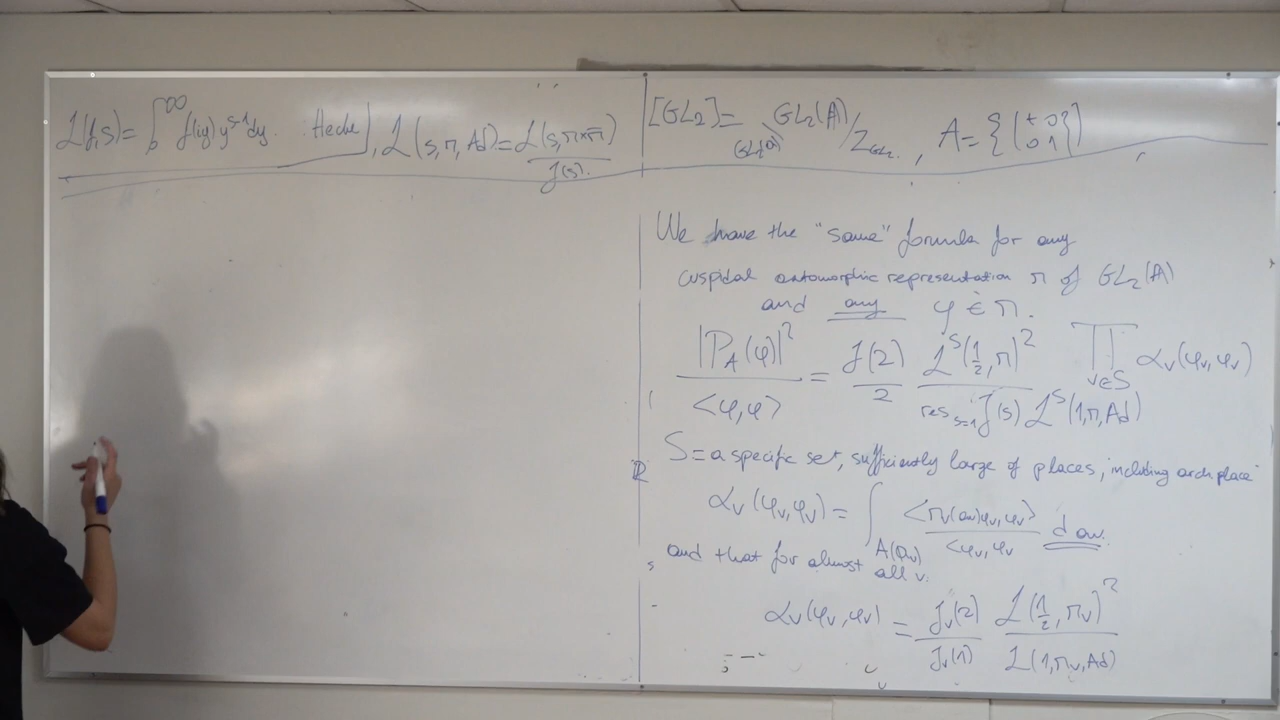 L(f,s) = ∫_0^∞ f(iy) y^{s-1} dy. : Hecke, L(s,π,Ad) = L(s,π×π̃)/ζ(s).
[GL₂] = GL₂(Q)\GL₂(A)/Z_{GL₂}, A = {(t 0 / 0 1)}
We have the "same" formula for any
cuspidal automorphic representation π of GL₂(A)
and any φ ∈ π.
|P_A(φ)|²/<φ,φ> = ζ(2)/2 L^S(½,π)²/(res_{s=1} ζ(s) L^S(1,π,Ad)) ∏_{v∈S} α_v(φ_v,φ_v)
S = a specific set, sufficiently large of places, including arch place
α_v(φ_v,φ_v) = ∫_{A(Q_v)} <π_v(a_v)φ_v,φ_v>/<φ_v,φ_v d a_v.
and that for almost all v.
α_v(φ_v,φ_v) = ζ_v(2)/ζ_v(1) L(½,π_v)²/L(1,π_v,Ad)